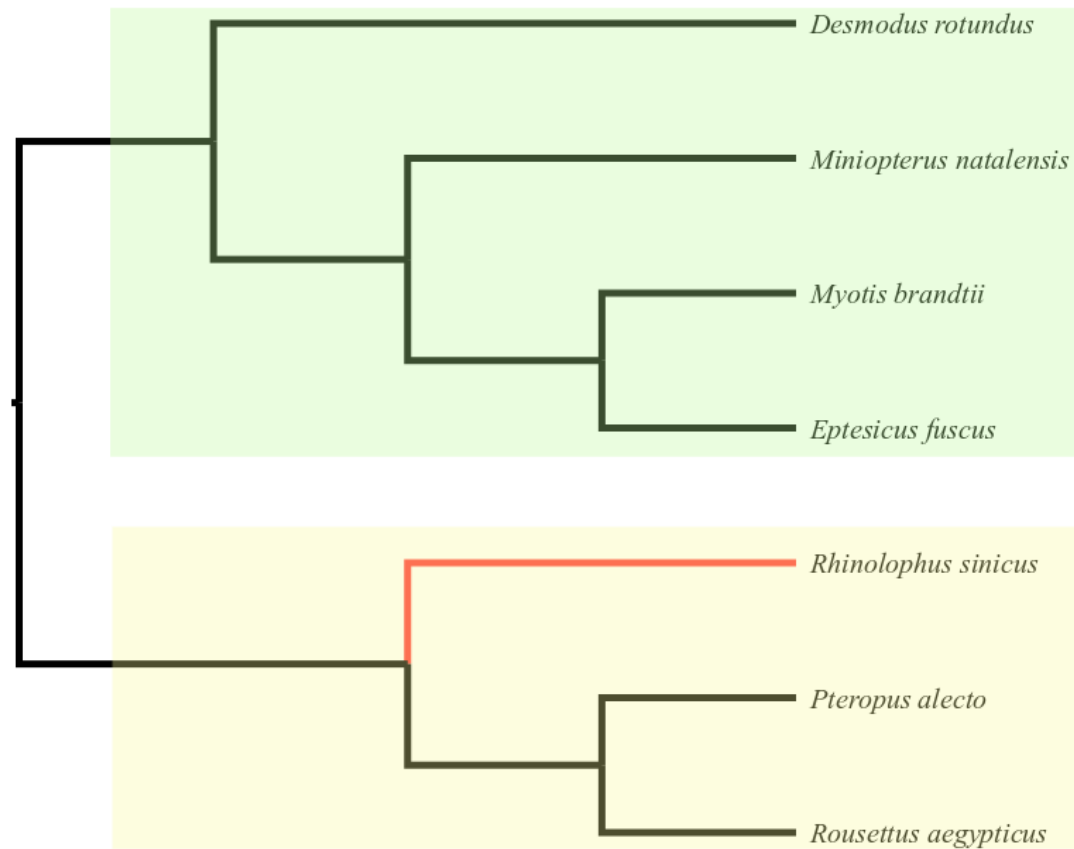 Desmodus rotundus
Miniopterus natalensis
Myotis brandtii
Eptesicus fuscus
Rhinolophus sinicus
Pteropus alecto
Rousettus aegypticus